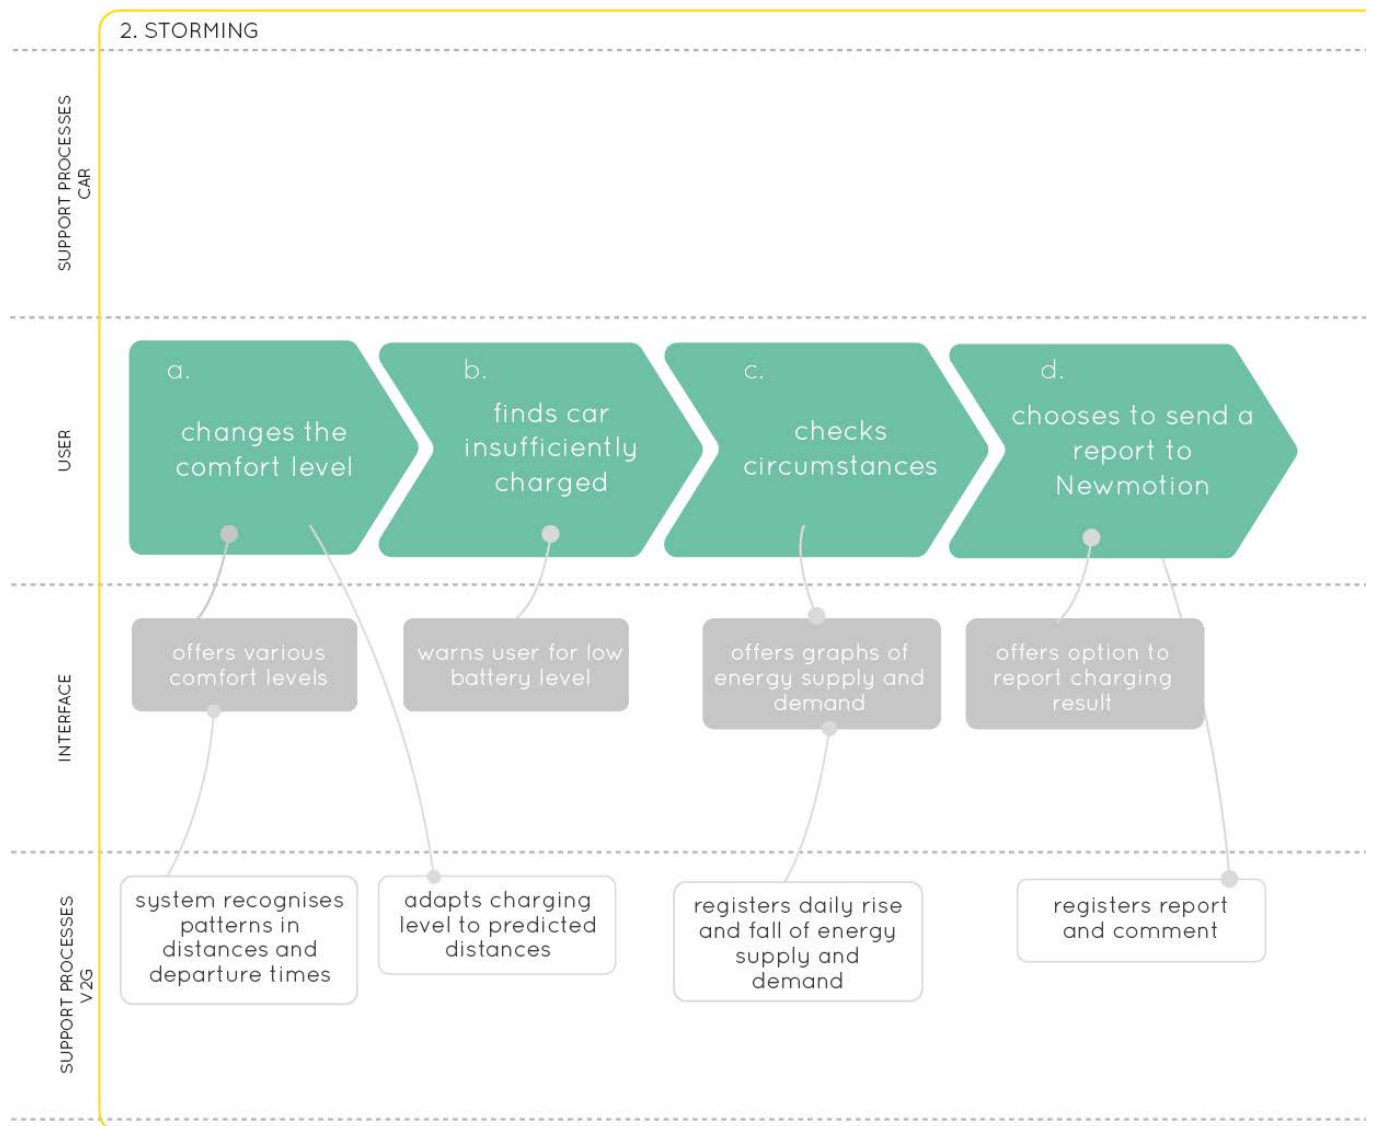 2. STORMING
SUPPORT PROCESSES
CAR
USER
a.
changes the
comfort level
b.
finds car
insufficiently
charged
c.
checks
circumstances
d.
chooses to send a
report to
Newmotion
INTERFACE
offers various
comfort levels
warns user for low
battery level
offers graphs of
energy supply and
demand
offers option to
report charging
result
SUPPORT PROCESSES
V2G
system recognises
patterns in
distances and
departure times
adapts charging
level to predicted
distances
registers daily rise
and fall of energy
supply and
demand
registers report
and comment